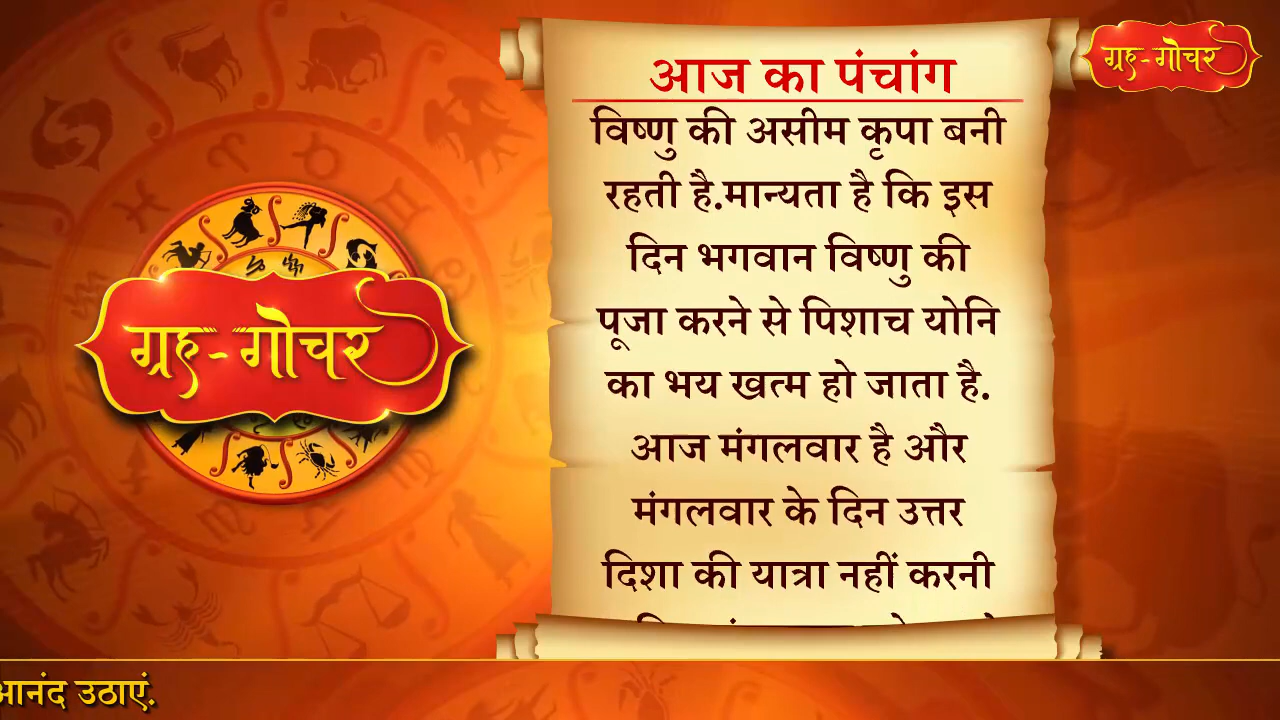 आज का पंचांग
ग्रह-गोचर
विष्णु की असीम कृपा बनी
रहती है.मान्यता है कि इस
दिन भगवान विष्णु की
पूजा करने से पिशाच योनि
का भय खत्म हो जाता है.
आज मंगलवार है और
मंगलवार के दिन उत्तर
दिशा की यात्रा नहीं करनी
ग्रह-गोचर
आनंद उठाएं.